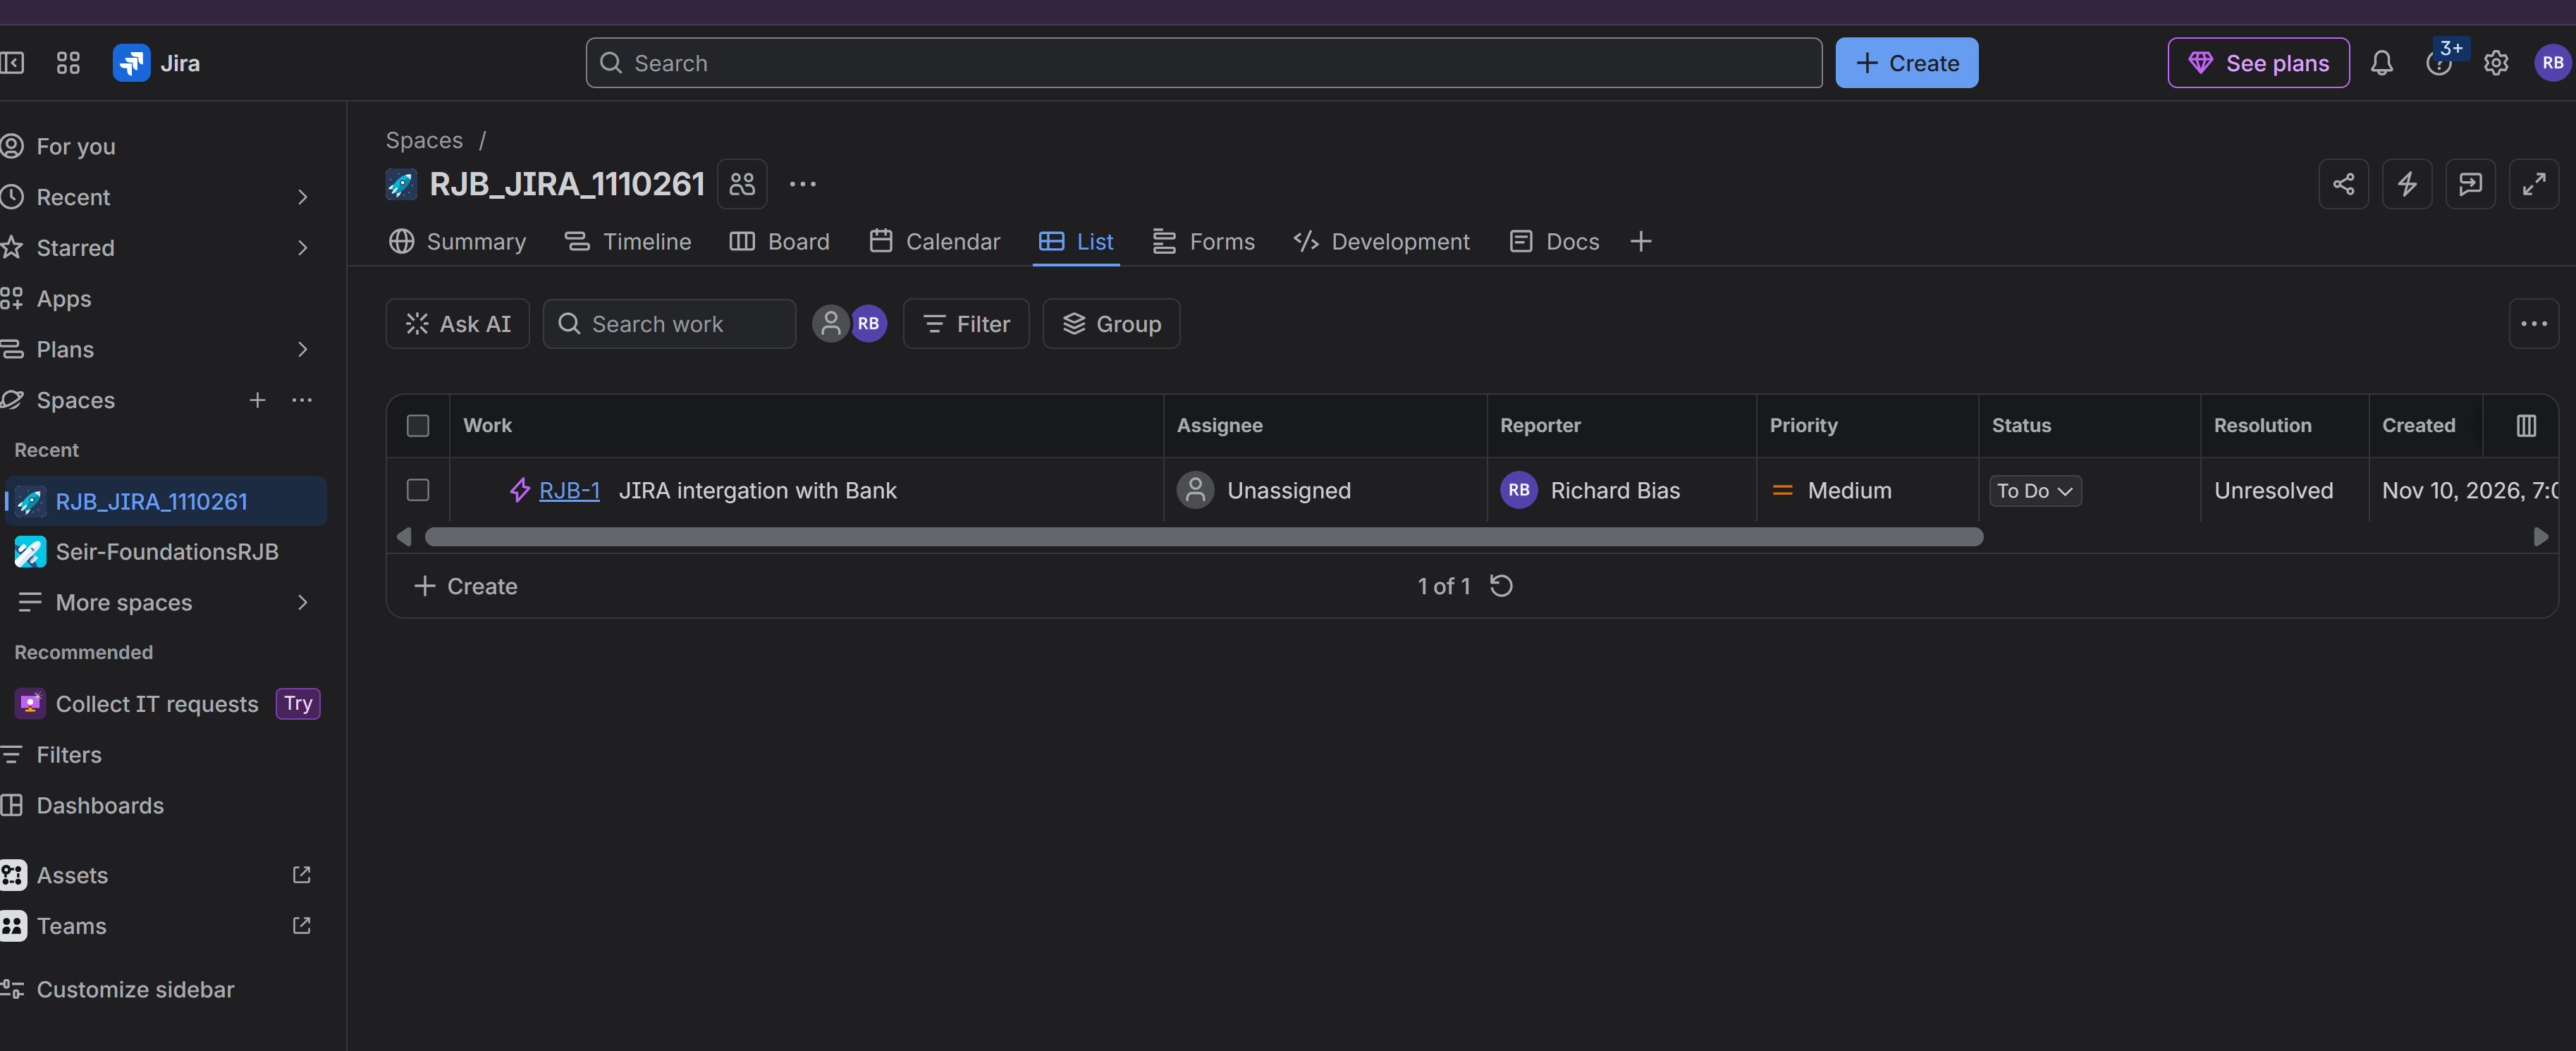 Jira
Search
Create
See plans
3+
RB
For you
Recent
Starred
Apps
Plans
Spaces
Recent
RJB_JIRA_1110261
Seir-FoundationsRJB
More spaces
Recommended
Collect IT requests Try
Filters
Dashboards
Assets
Teams
Customize sidebar
Spaces /
RJB_JIRA_1110261
Summary Timeline Board Calendar List Forms Development Docs
Ask AI Search work RB Filter Group
Work Assignee Reporter Priority Status Resolution Created
RJB-1 JIRA intergation with Bank Unassigned RB Richard Bias Medium To Do Unresolved Nov 10, 2026, 7:0
Create 1 of 1